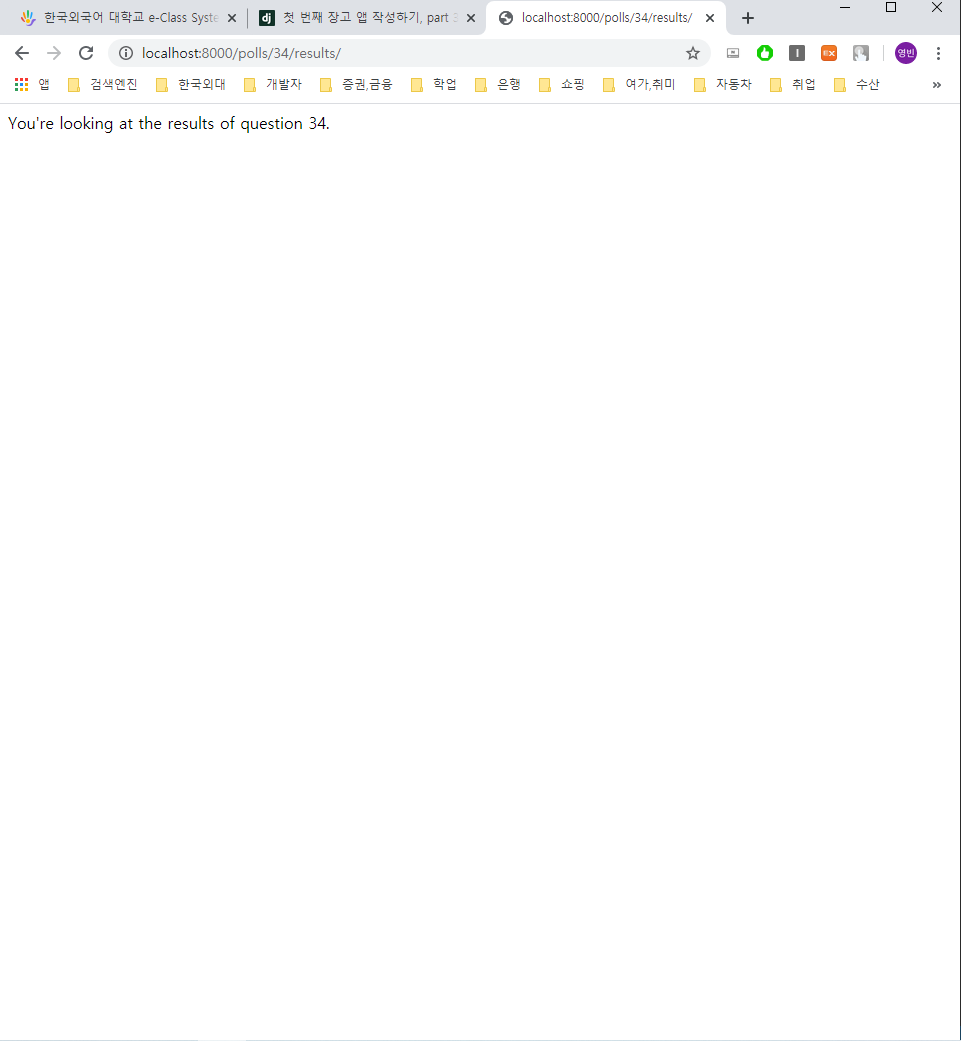 한국외국어 대학교 e-Class Syste
첫 번째 장고 앱 작성하기, part 3
localhost:8000/polls/34/results/
localhost:8000/polls/34/results/
영빈
앱 검색엔진 한국외대 개발자 증권,금융 학업 은행 쇼핑 여가,취미 자동차 취업 수산 »
You're looking at the results of question 34.